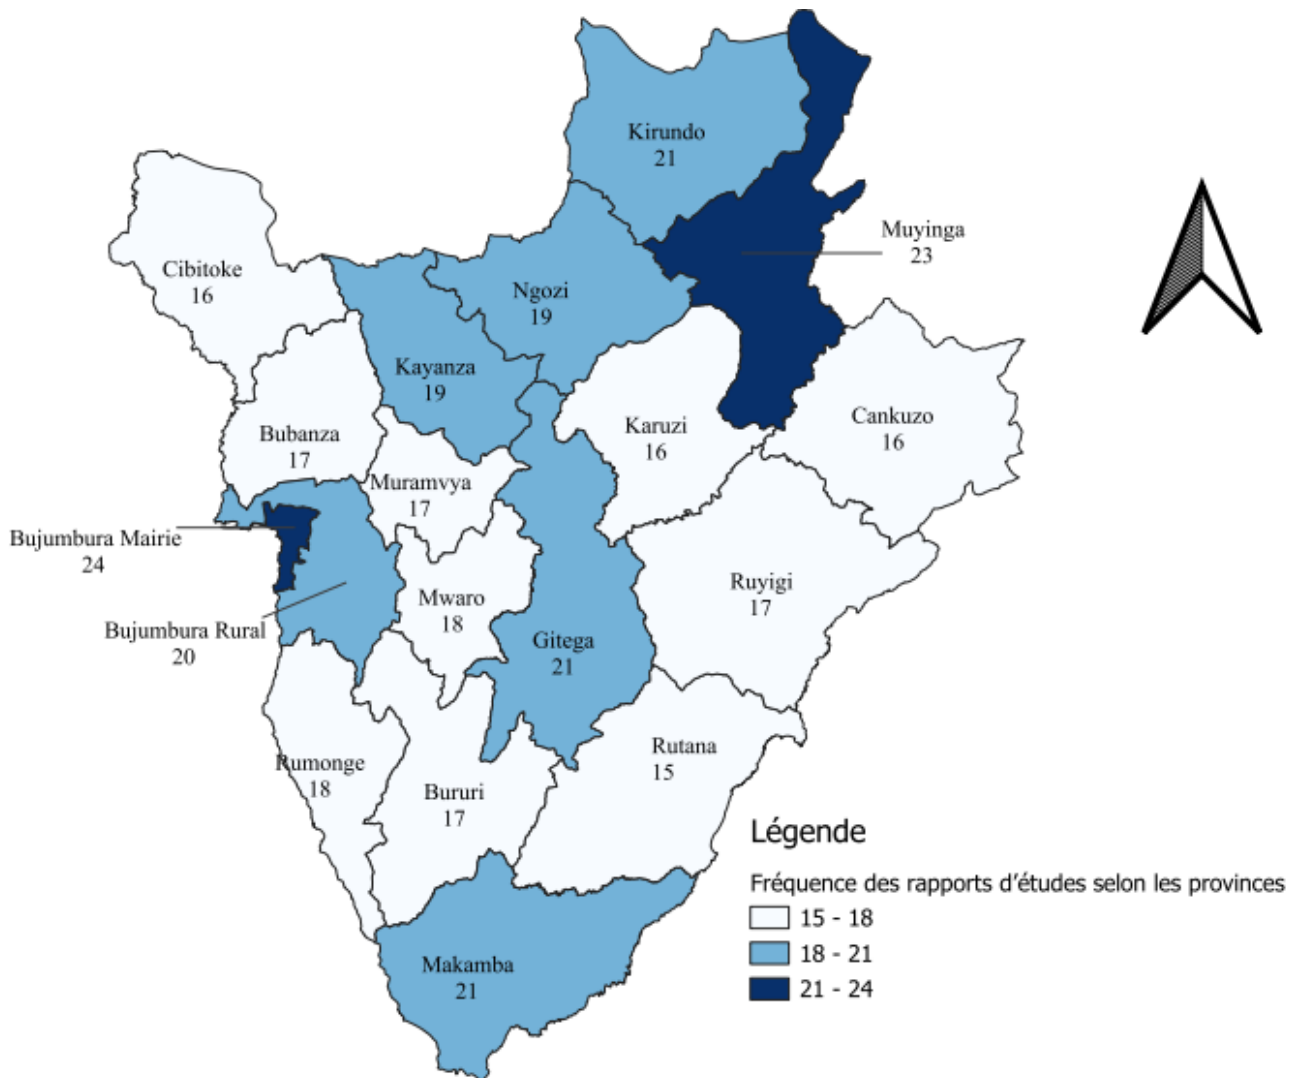 Kirundo
21
Muyinga
23
Cibitoke
16
Ngozi
19
Kayanza
19
Cankuzo
16
Karuzi
16
Bubanza
17
Muramvya
17
Bujumbura Mairie
24
Ruyigi
17
Mwaro
18
Bujumbura Rural
20
Gitega
21
Rutana
15
Rumonge
18
Bururi
17
Makamba
21
Légende
Fréquence des rapports d'études selon les provinces
15 - 18
18 - 21
21 - 24